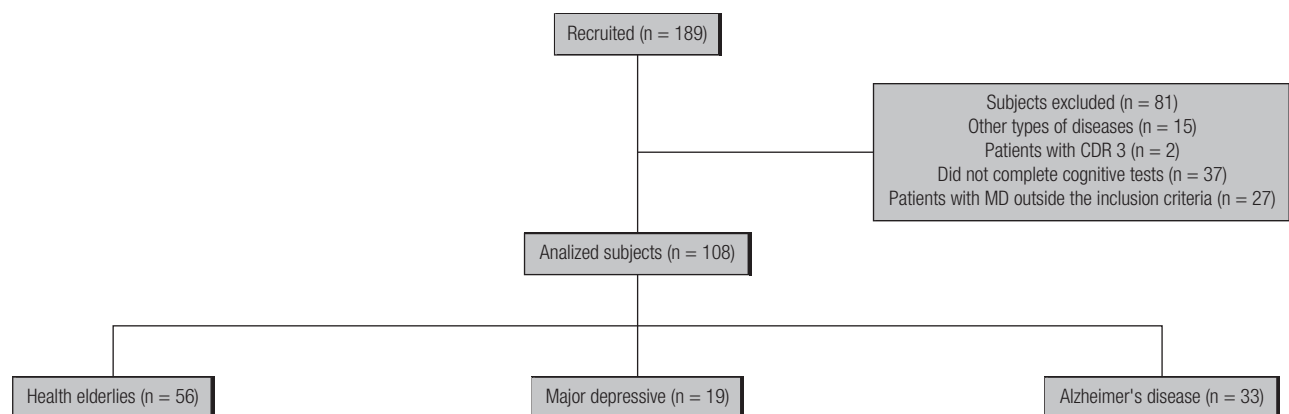 Recruited (n = 189)
Subjects excluded (n = 81)
Other types of diseases (n = 15)
Patients with CDR 3 (n = 2)
Did not complete cognitive tests (n = 37)
Patients with MD outside the inclusion criteria (n = 27)
Analized subjects (n = 108)
Health elderlies (n = 56)
Major depressive (n = 19)
Alzheimer's disease (n = 33)